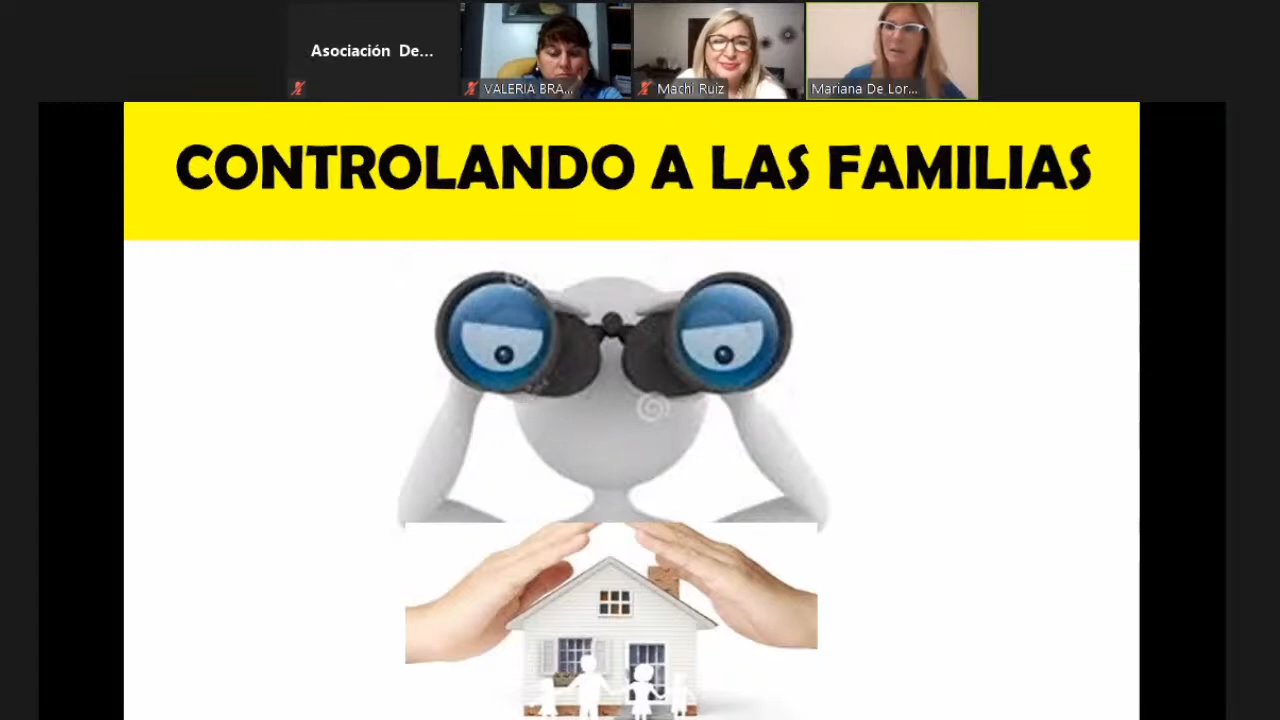 Asociación De...
VALERIA BRA...
Machi Ruiz
Mariana De Lor...
CONTROLANDO A LAS FAMILIAS